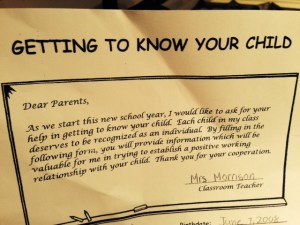 GETTING TO KNOW YOUR CHILD
Dear Parents,
As we start this new school year, I would like to ask for your
help in getting to know your child. Each child in my class
deserves to be recognized as an individual. By filling in the
following form, you will provide information which will be
valuable for me in trying to establish a positive working
relationship with your child. Thank you for your cooperation.
Mrs. Morrison
Classroom Teacher
Birthdate: June 7, 2003